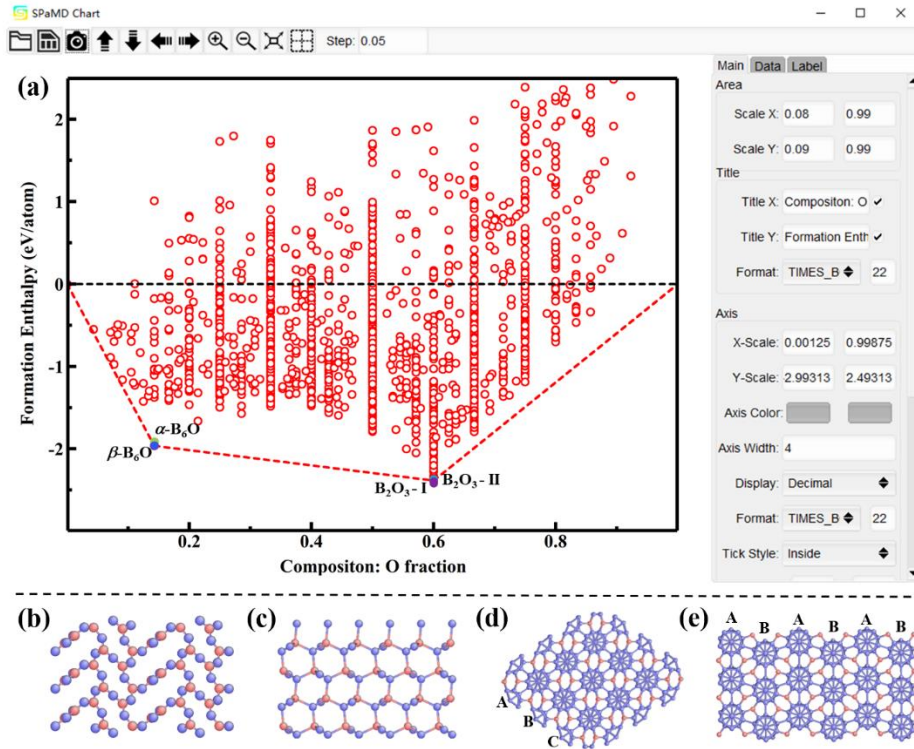 SPaMD Chart
Step: 0.05
(a)
Formation Enthalpy (eV/atom)
2
1
0
-1
-2
α-B₆O
β-B₆O
B₂O₃-I
B₂O₃-II
0.2
0.4
0.6
0.8
Compositon: O fraction
Main
Data
Label
Area
Scale X: 0.08 0.99
Scale Y: 0.09 0.99
Title
Title X: Compositon: O
Title Y: Formation Enth
Format: TIMES_B 22
Axis
X-Scale: 0.00125 0.99875
Y-Scale: 2.99313 2.49313
Axis Color:
Axis Width: 4
Display: Decimal
Format: TIMES_B 22
Tick Style: Inside
(b)
(c)
(d)
A
B
C
(e)
A B A B A B